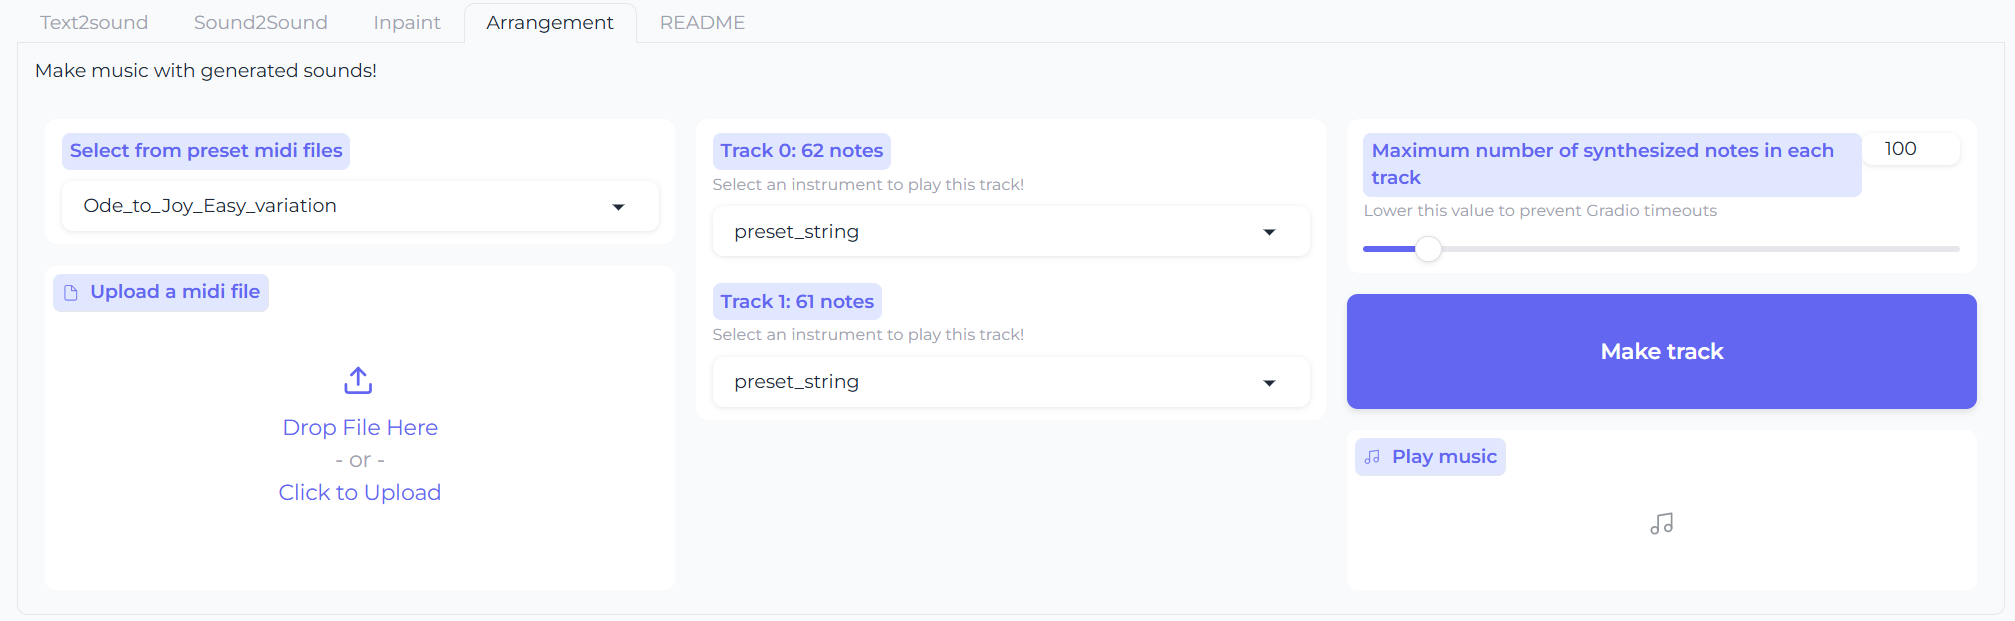 Text2sound
Sound2Sound
Inpaint
Arrangement
README
Make music with generated sounds!
Select from preset midi files
Ode_to_Joy_Easy_variation
Upload a midi file
Drop File Here
- or -
Click to Upload
Track 0: 62 notes
Select an instrument to play this track!
preset_string
Track 1: 61 notes
Select an instrument to play this track!
preset_string
Maximum number of synthesized notes in each
track
100
Lower this value to prevent Gradio timeouts
Make track
Play music